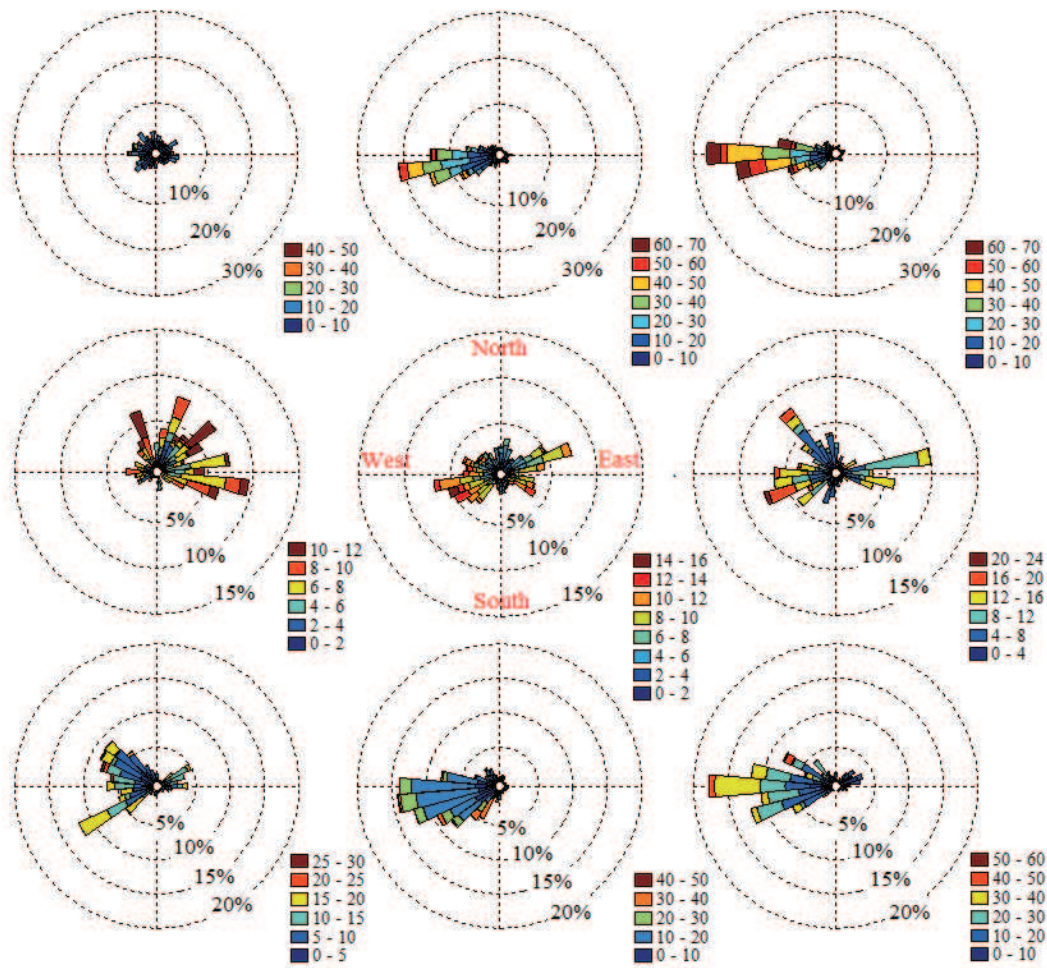 10%
20%
30%
40 - 50
30 - 40
20 - 30
10 - 20
0 - 10
10%
20%
30%
60 - 70
50 - 60
40 - 50
30 - 40
20 - 30
10 - 20
0 - 10
10%
20%
30%
60 - 70
50 - 60
40 - 50
30 - 40
20 - 30
10 - 20
0 - 10
5%
10%
15%
10 - 12
8 - 10
6 - 8
4 - 6
2 - 4
0 - 2
North
West
East
South
5%
10%
15%
14 - 16
12 - 14
10 - 12
8 - 10
6 - 8
4 - 6
2 - 4
0 - 2
5%
10%
15%
20 - 24
16 - 20
12 - 16
8 - 12
4 - 8
0 - 4
5%
10%
15%
20%
25 - 30
20 - 25
15 - 20
10 - 15
5 - 10
0 - 5
5%
10%
15%
20%
40 - 50
30 - 40
20 - 30
10 - 20
0 - 10
5%
10%
15%
20%
50 - 60
40 - 50
30 - 40
20 - 30
10 - 20
0 - 10